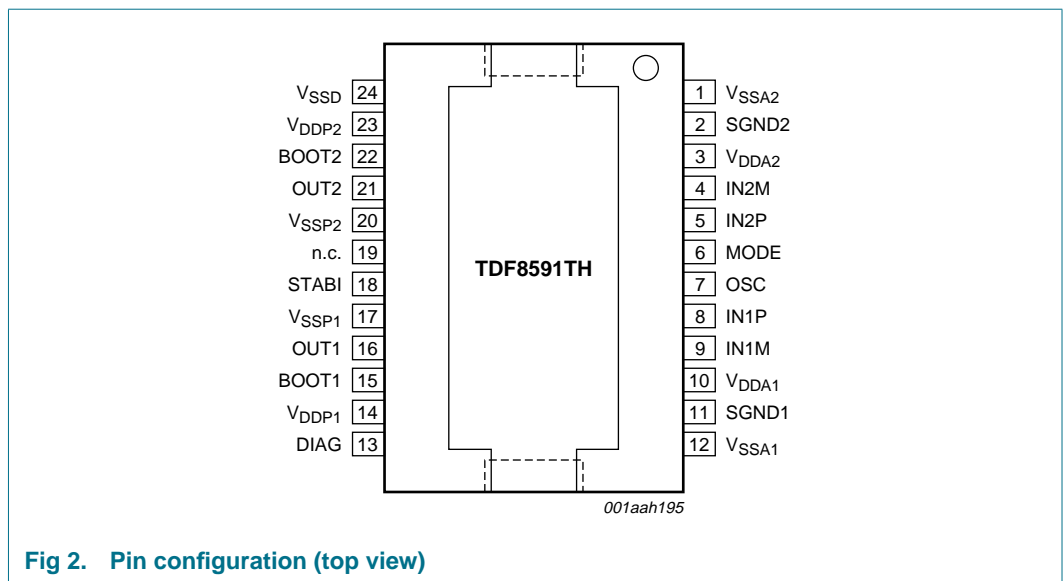 VSSD 24
VDDP2 23
BOOT2 22
OUT2 21
VSSP2 20
n.c. 19
STABI 18
VSSP1 17
OUT1 16
BOOT1 15
VDDP1 14
DIAG 13
TDF8591TH
1 VSSA2
2 SGND2
3 VDDA2
4 IN2M
5 IN2P
6 MODE
7 OSC
8 IN1P
9 IN1M
10 VDDA1
11 SGND1
12 VSSA1
001aah195
Fig 2. Pin configuration (top view)